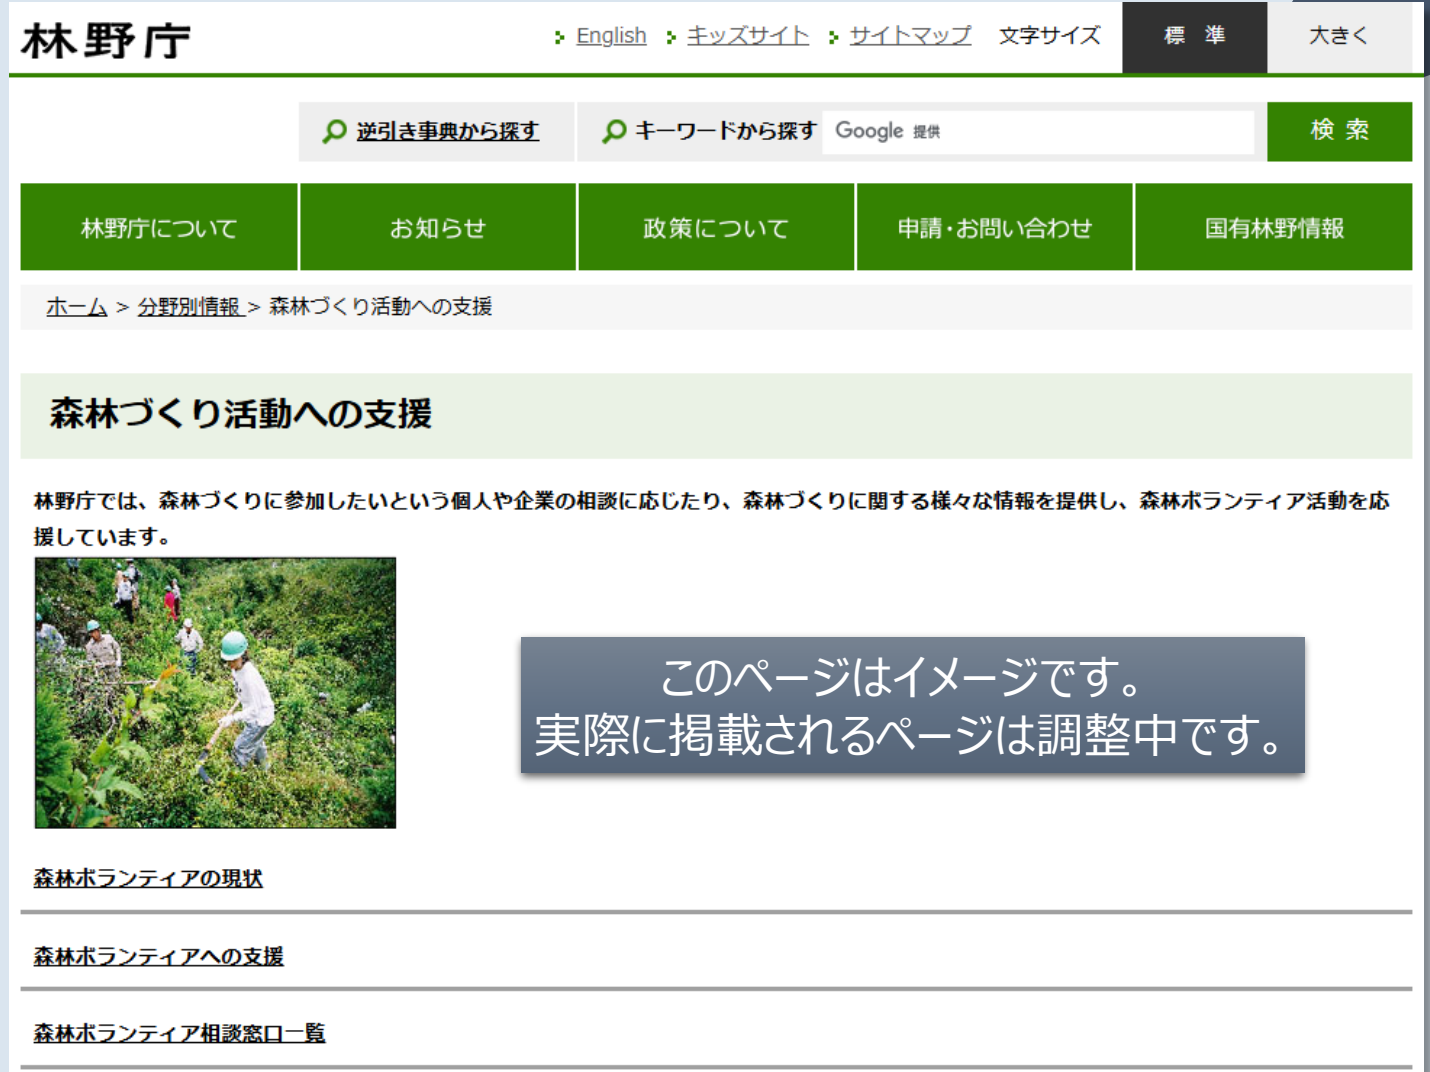 林野庁
English キッズサイト サイトマップ 文字サイズ 標準 大きく
逆引き事典から探す キーワードから探す Google 提供 検索
林野庁について お知らせ 政策について 申請・お問い合わせ 国有林野情報
ホーム > 分野別情報 > 森林づくり活動への支援
森林づくり活動への支援
林野庁では、森林づくりに参加したいという個人や企業の相談に応じたり、森林づくりに関する様々な情報を提供し、森林ボランティア活動を応
援しています。
このページはイメージです。
実際に掲載されるページは調整中です。
森林ボランティアの現状
森林ボランティアへの支援
森林ボランティア相談窓口一覧